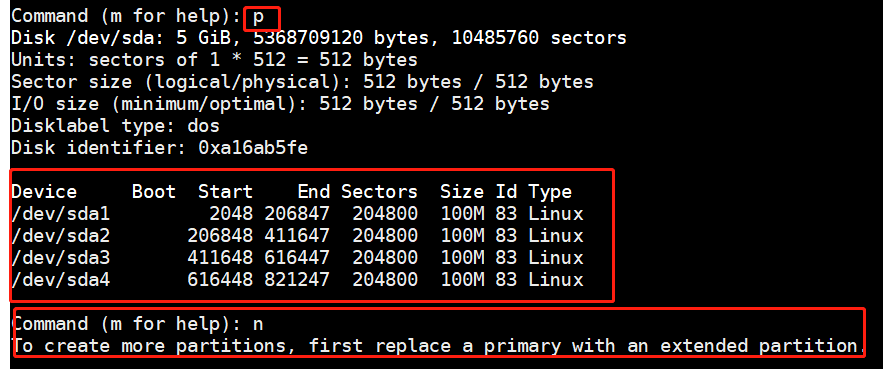 Command (m for help): p
Disk /dev/sda: 5 GiB, 5368709120 bytes, 10485760 sectors
Units: sectors of 1 * 512 = 512 bytes
Sector size (logical/physical): 512 bytes / 512 bytes
I/O size (minimum/optimal): 512 bytes / 512 bytes
Disklabel type: dos
Disk identifier: 0xa16ab5fe
Device     Boot  Start    End Sectors  Size Id Type
/dev/sda1         2048 206847  204800  100M 83 Linux
/dev/sda2       206848 411647  204800  100M 83 Linux
/dev/sda3       411648 616447  204800  100M 83 Linux
/dev/sda4       616448 821247  204800  100M 83 Linux
Command (m for help): n
To create more partitions, first replace a primary with an extended partition.